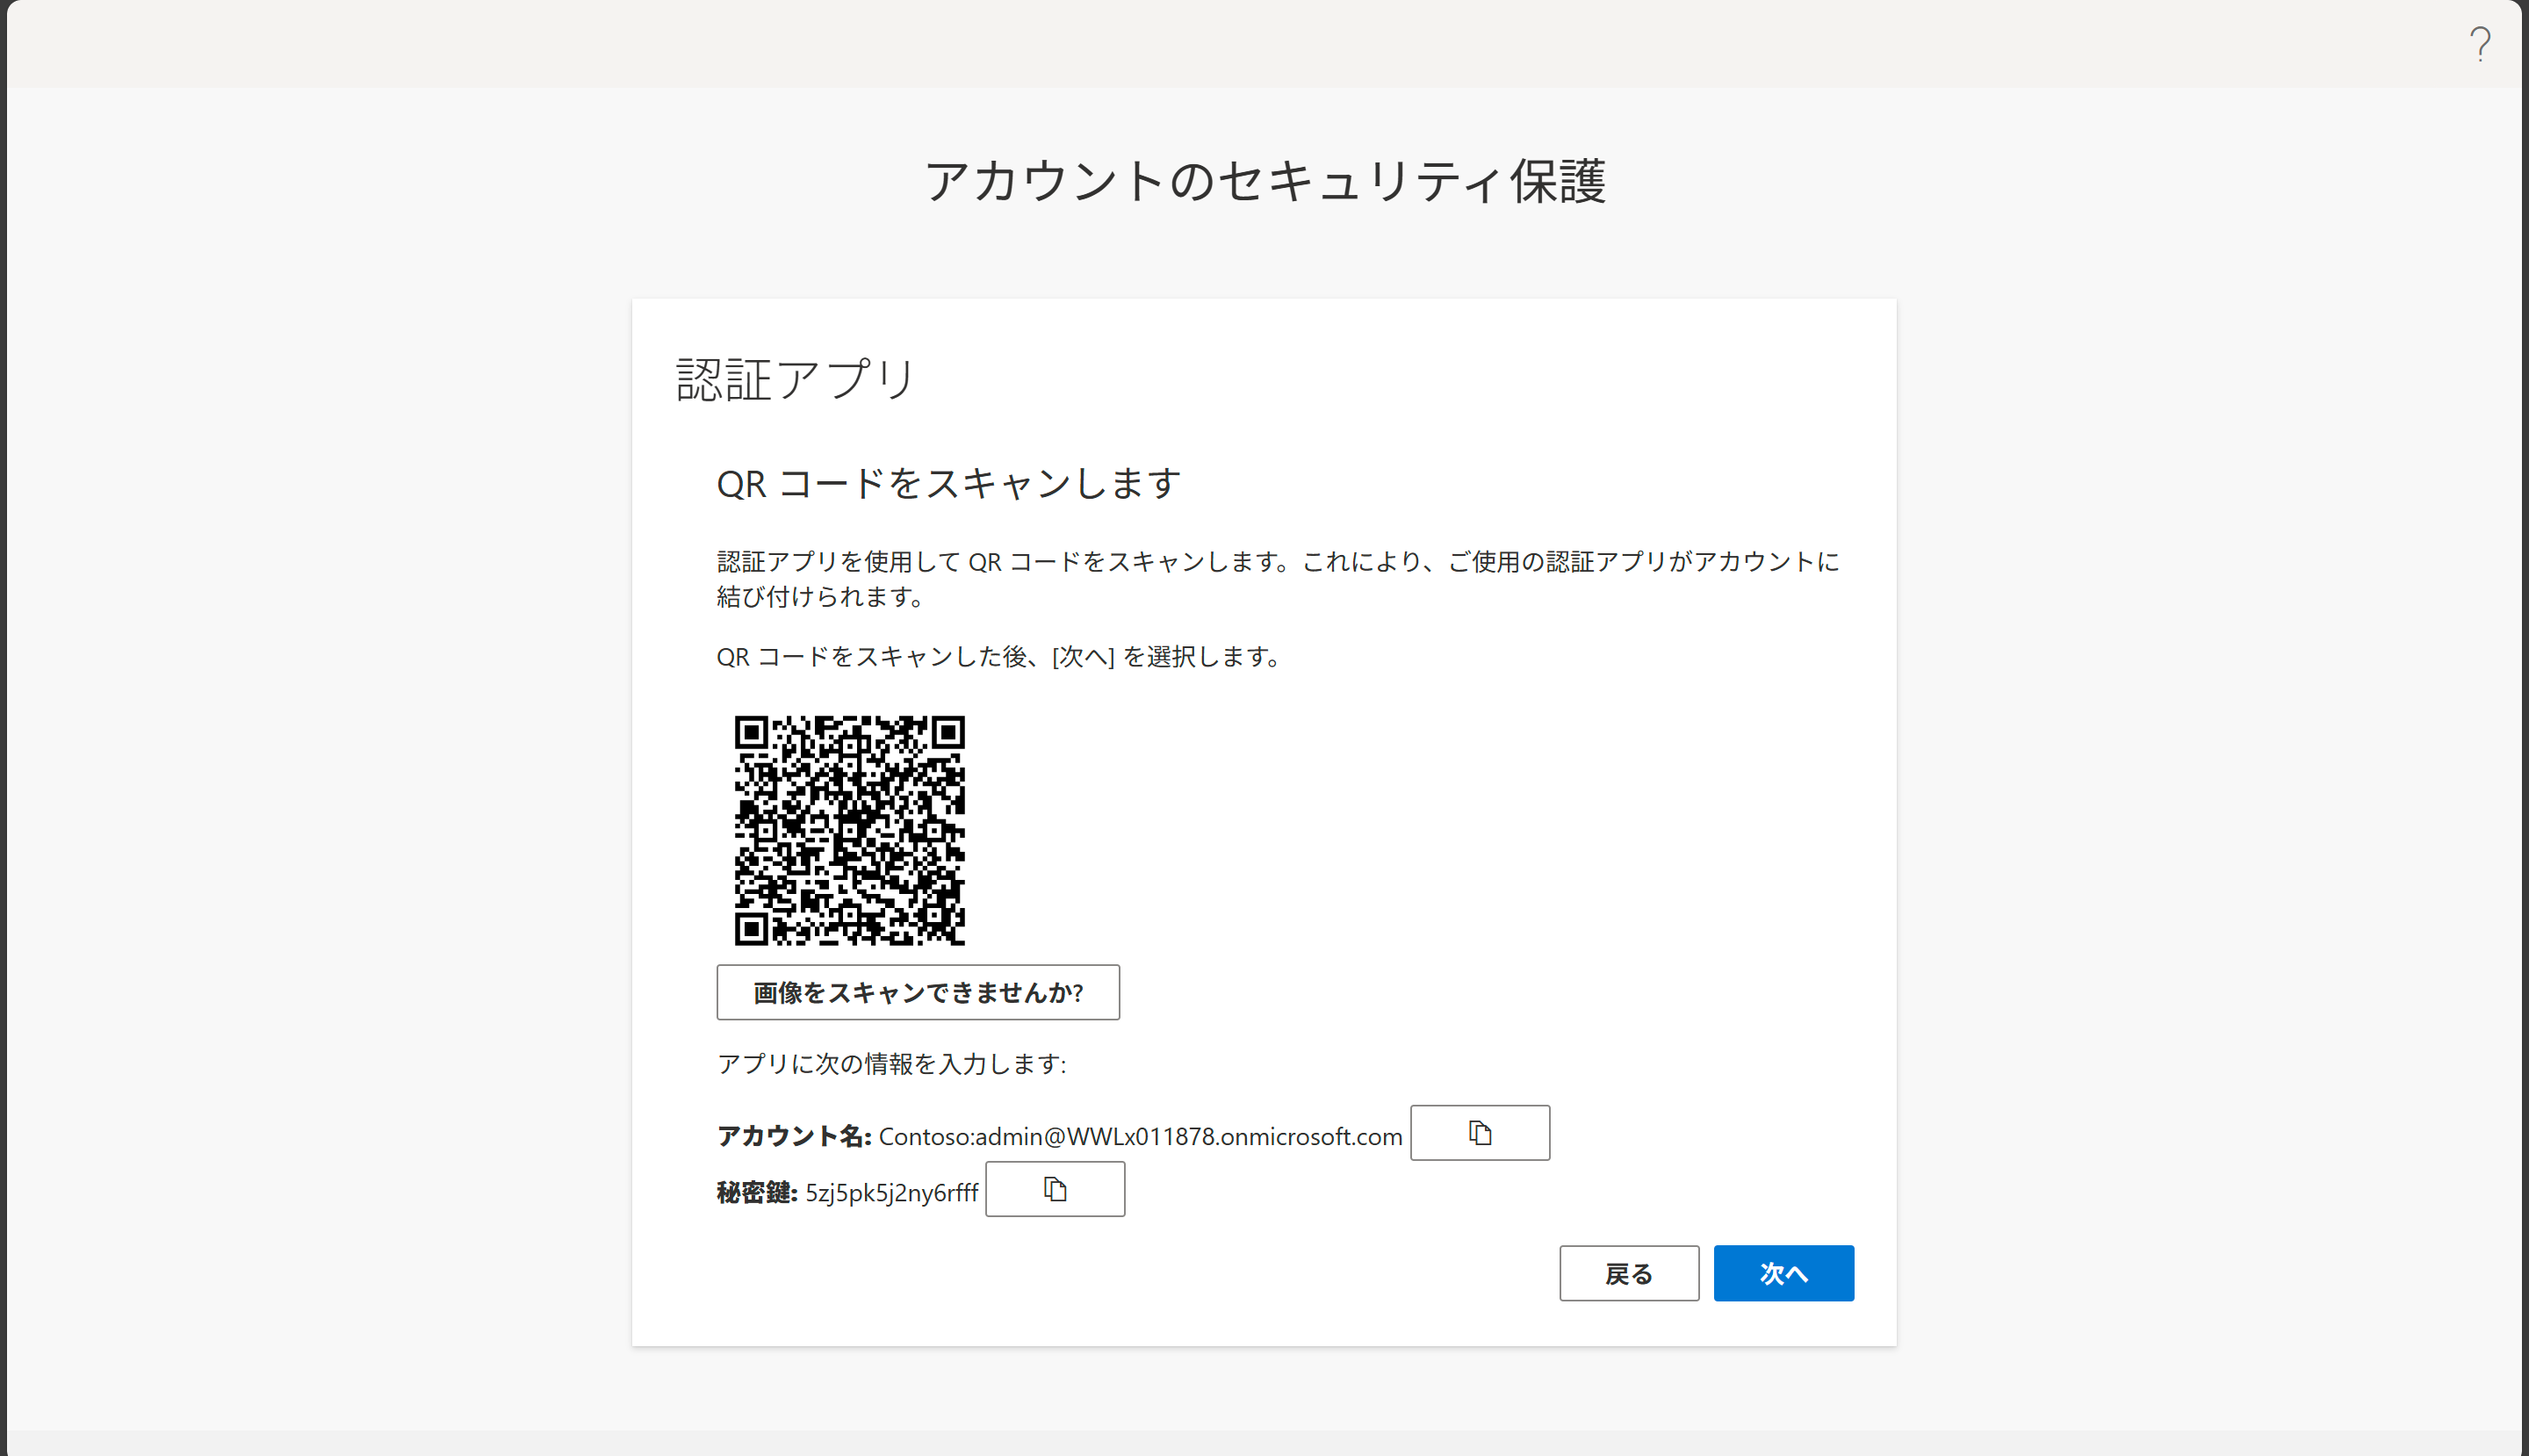 アカウントのセキュリティ保護
認証アプリ
QR コードをスキャンします
認証アプリを使用して QR コードをスキャンします。これにより、ご使用の認証アプリがアカウントに
結び付けられます。
QR コードをスキャンした後、[次へ] を選択します。
画像をスキャンできませんか?
アプリに次の情報を入力します:
アカウント名: Contoso:admin@WWLx011878.onmicrosoft.com
秘密鍵: 5zj5pk5j2ny6rfff
戻る 次へ